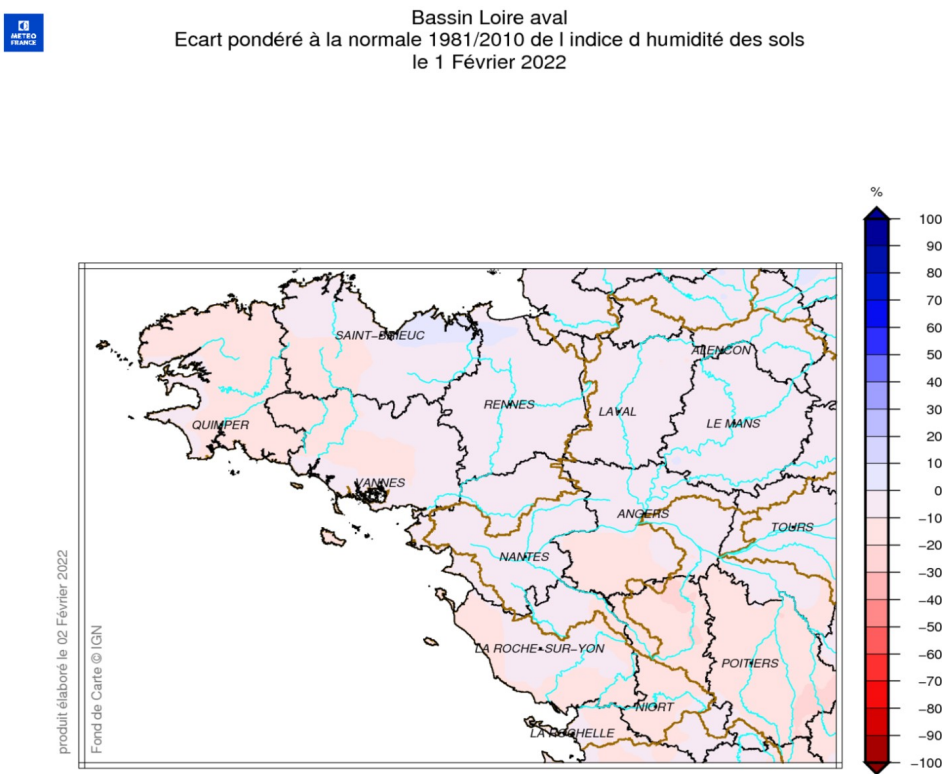 METEO
FRANCE
Bassin Loire aval
Ecart pondéré à la normale 1981/2010 de l indice d humidité des sols
le 1 Février 2022
%
100
90
80
70
60
50
40
30
20
10
0
−10
−20
−30
−40
−50
−60
−70
−80
−90
−100
SAINT−BRIEUC
ALENCON
QUIMPER
RENNES
LAVAL
LE MANS
VANNES
ANGERS
TOURS
NANTES
LA ROCHE−SUR−YON
POITIERS
NIORT
LA ROCHELLE
produit élaboré le 02 Février 2022
Fond de Carte © IGN